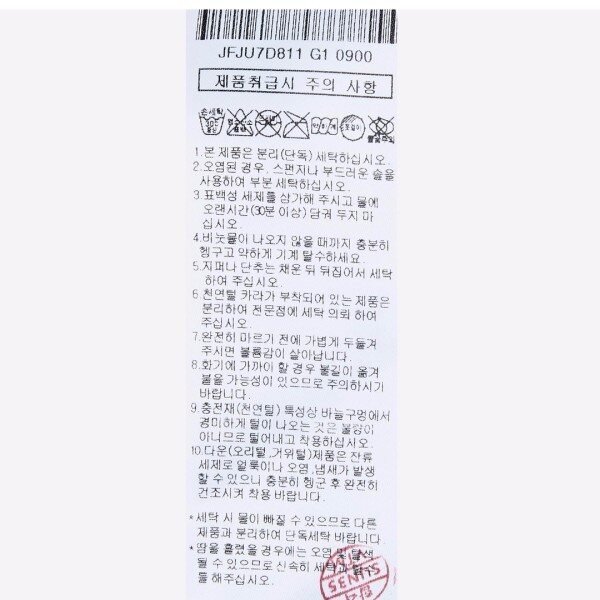 JFJU7D811 G1 0900
제품취급시 주의 사항
손세탁
30℃
중성
1.본 제품은 분리(단독) 세탁하십시오.
2.오염된 경우, 스펀지나 부드러운 솔을
사용하여 부분 세탁하십시오.
3.표백성 세제를 삼가해 주시고 물에
오랜시간(30분 이상) 담궈 두지 마
십시오.
4.비눗물이 나오지 않을 때까지 충분히
헹구고 약하게 기계 탈수하세요.
5.지퍼나 단추는 채운 뒤 뒤집어서 세탁
하여 주십시오.
6.천연털 카라가 부착되어 있는 제품은
분리하여 전문점에 세탁 의뢰 하여
주십시오.
7.완전히 마르기 전에 가볍게 두들겨
주시면 볼륨감이 살아납니다.
8.화기에 가까이 할 경우 불길이 옮겨
붙을 가능성이 있으므로 주의하시기
바랍니다.
9.충전재(천연털) 특성상 바늘구멍에서
경미하게 털이 나오는 것은 불량이
아니므로 털어내고 착용하십시오.
10.다운(오리털,거위털)제품은 잔류
세제로 얼룩이나 오염,냄새가 발생
할 수 있으니 충분히 헹군 후 완전히
건조시켜 착용 바랍니다.
*세탁 시 물이 빠질 수 있으므로 다른
제품과 분리하여 단독세탁 바랍니다.
*땀을 흘렸을 경우에는 오염 및 탈색
될 수 있으므로 신속히 세탁과 탈수
를 해주십시오.